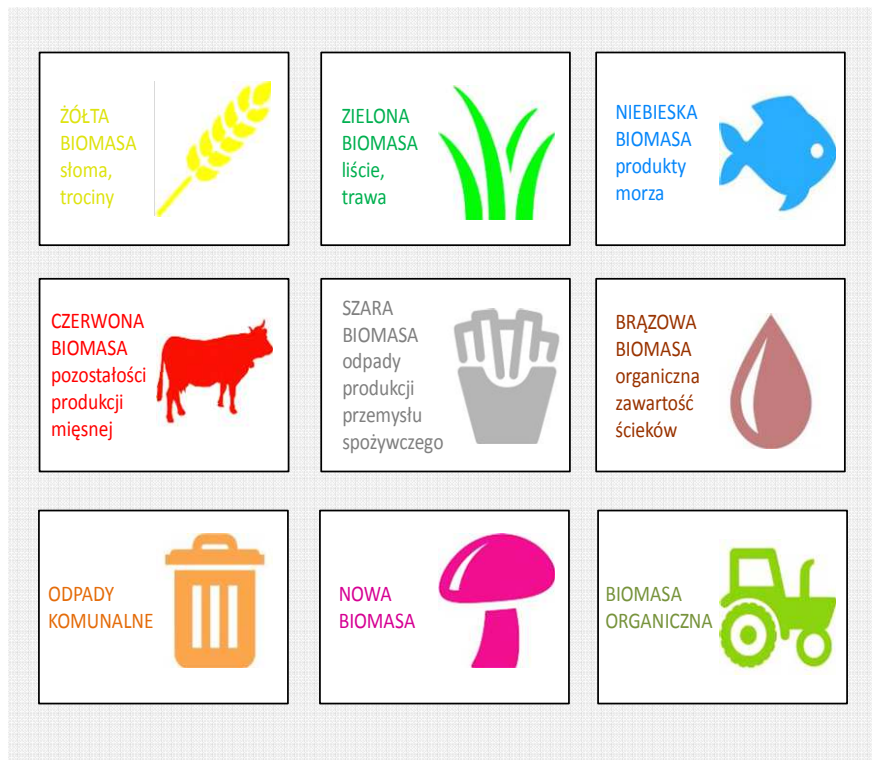 ŻÓŁTA
BIOMASA
słoma,
trociny
ZIELONA
BIOMASA
liście,
trawa
NIEBIESKA
BIOMASA
produkty
morza
CZERWONA
BIOMASA
pozostałości
produkcji
mięsnej
SZARA
BIOMASA
odpady
produkcji
przemysłu
spożywczego
BRĄZOWA
BIOMASA
organiczna
zawartość
ścieków
ODPADY
KOMUNALNE
NOWA
BIOMASA
BIOMASA
ORGANICZNA